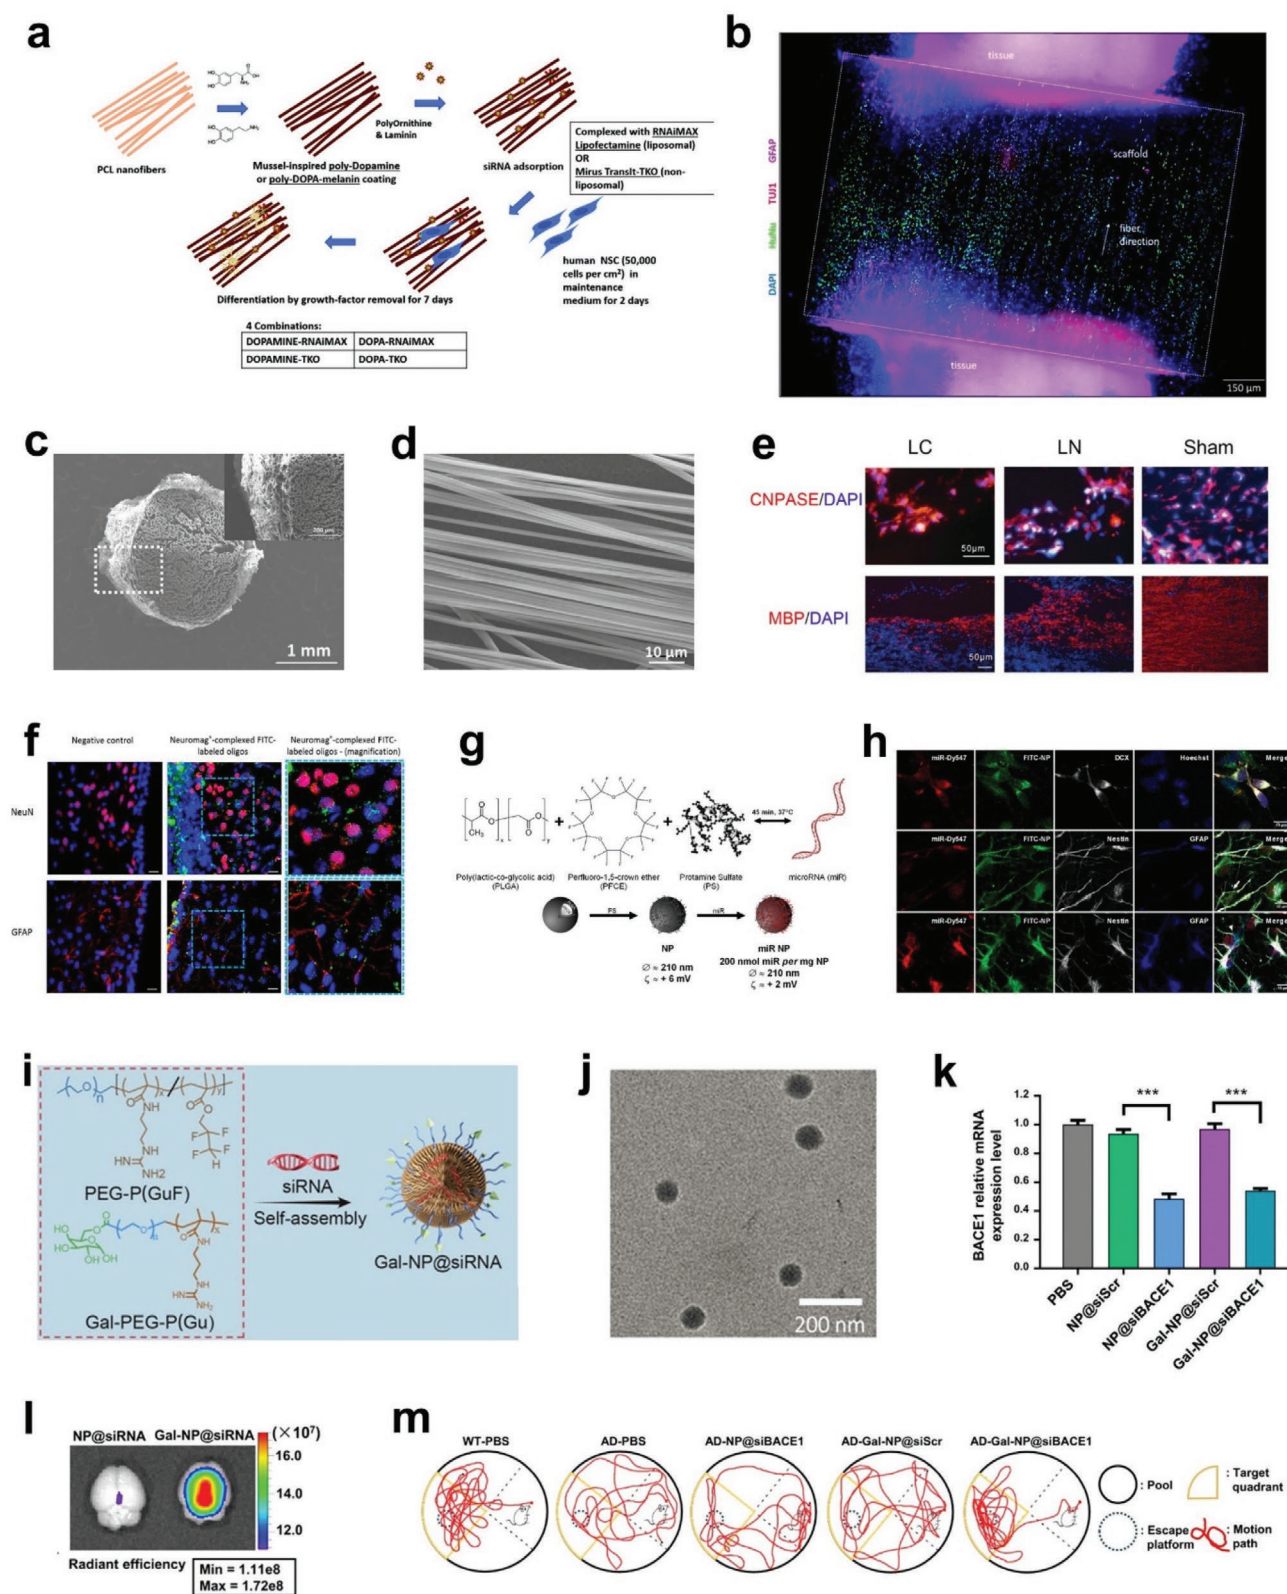 a
PCL nanofibers
Mussel-inspired poly-Dopamine
or poly-DOPA-melanin coating
PolyOrnithine
& Laminin
siRNA adsorption
Complexed with RNAiMAX
Lipofectamine (liposomal)
OR
Mirus TransIt-TKO (non-
liposomal)
human NSC (50,000
cells per cm²) in
maintenance
medium for 2 days
Differentiation by growth-factor removal for 7 days
4 Combinations:
DOPAMINE-RNAiMAX DOPA-RNAiMAX
DOPAMINE-TKO DOPA-TKO
b
DAPI HuNu TUJ1 GFAP
tissue
scaffold
fiber
direction
tissue
150 µm
c
200 µm
1 mm
d
10 µm
e
LC LN Sham
CNPASE/DAPI
50µm
MBP/DAPI
50µm
f
Negative control
Neuromag⁺-complexed FITC-
labeled oligos
Neuromag⁺-complexed FITC-
labeled oligos - (magnification)
NeuN
GFAP
g
45 min, 37°C
Poly(lactic-co-glycolic acid)
(PLGA)
Perfluoro-1,5-crown ether
(PFCE)
Protamine Sulfate
(PS)
microRNA (miR)
PS
miR
NP
Ø ≈ 210 nm
ζ ≈ + 6 mV
miR NP
200 nmol miR per mg NP
Ø ≈ 210 nm
ζ ≈ + 2 mV
h
miR-Dy547 FITC-NP DCX Hoechst Merge
miR-Dy547 FITC-NP Nestin GFAP Merge
miR-Dy547 FITC-NP Nestin GFAP Merge
i
PEG-P(GuF)
Gal-PEG-P(Gu)
siRNA
Self-assembly
Gal-NP@siRNA
j
200 nm
k
BACE1 relative mRNA
expression level
1.2
1.0
0.8
0.6
0.4
0.2
0.0
*** ***
PBS
NP@siScr
NP@siBACE1
Gal-NP@siScr
Gal-NP@siBACE1
l
NP@siRNA Gal-NP@siRNA
(×10⁷)
16.0
14.0
12.0
Radiant efficiency
Min = 1.11e8
Max = 1.72e8
m
WT-PBS AD-PBS AD-NP@siBACE1 AD-Gal-NP@siScr AD-Gal-NP@siBACE1
: Pool
: Target
quadrant
: Escape
platform
: Motion
path